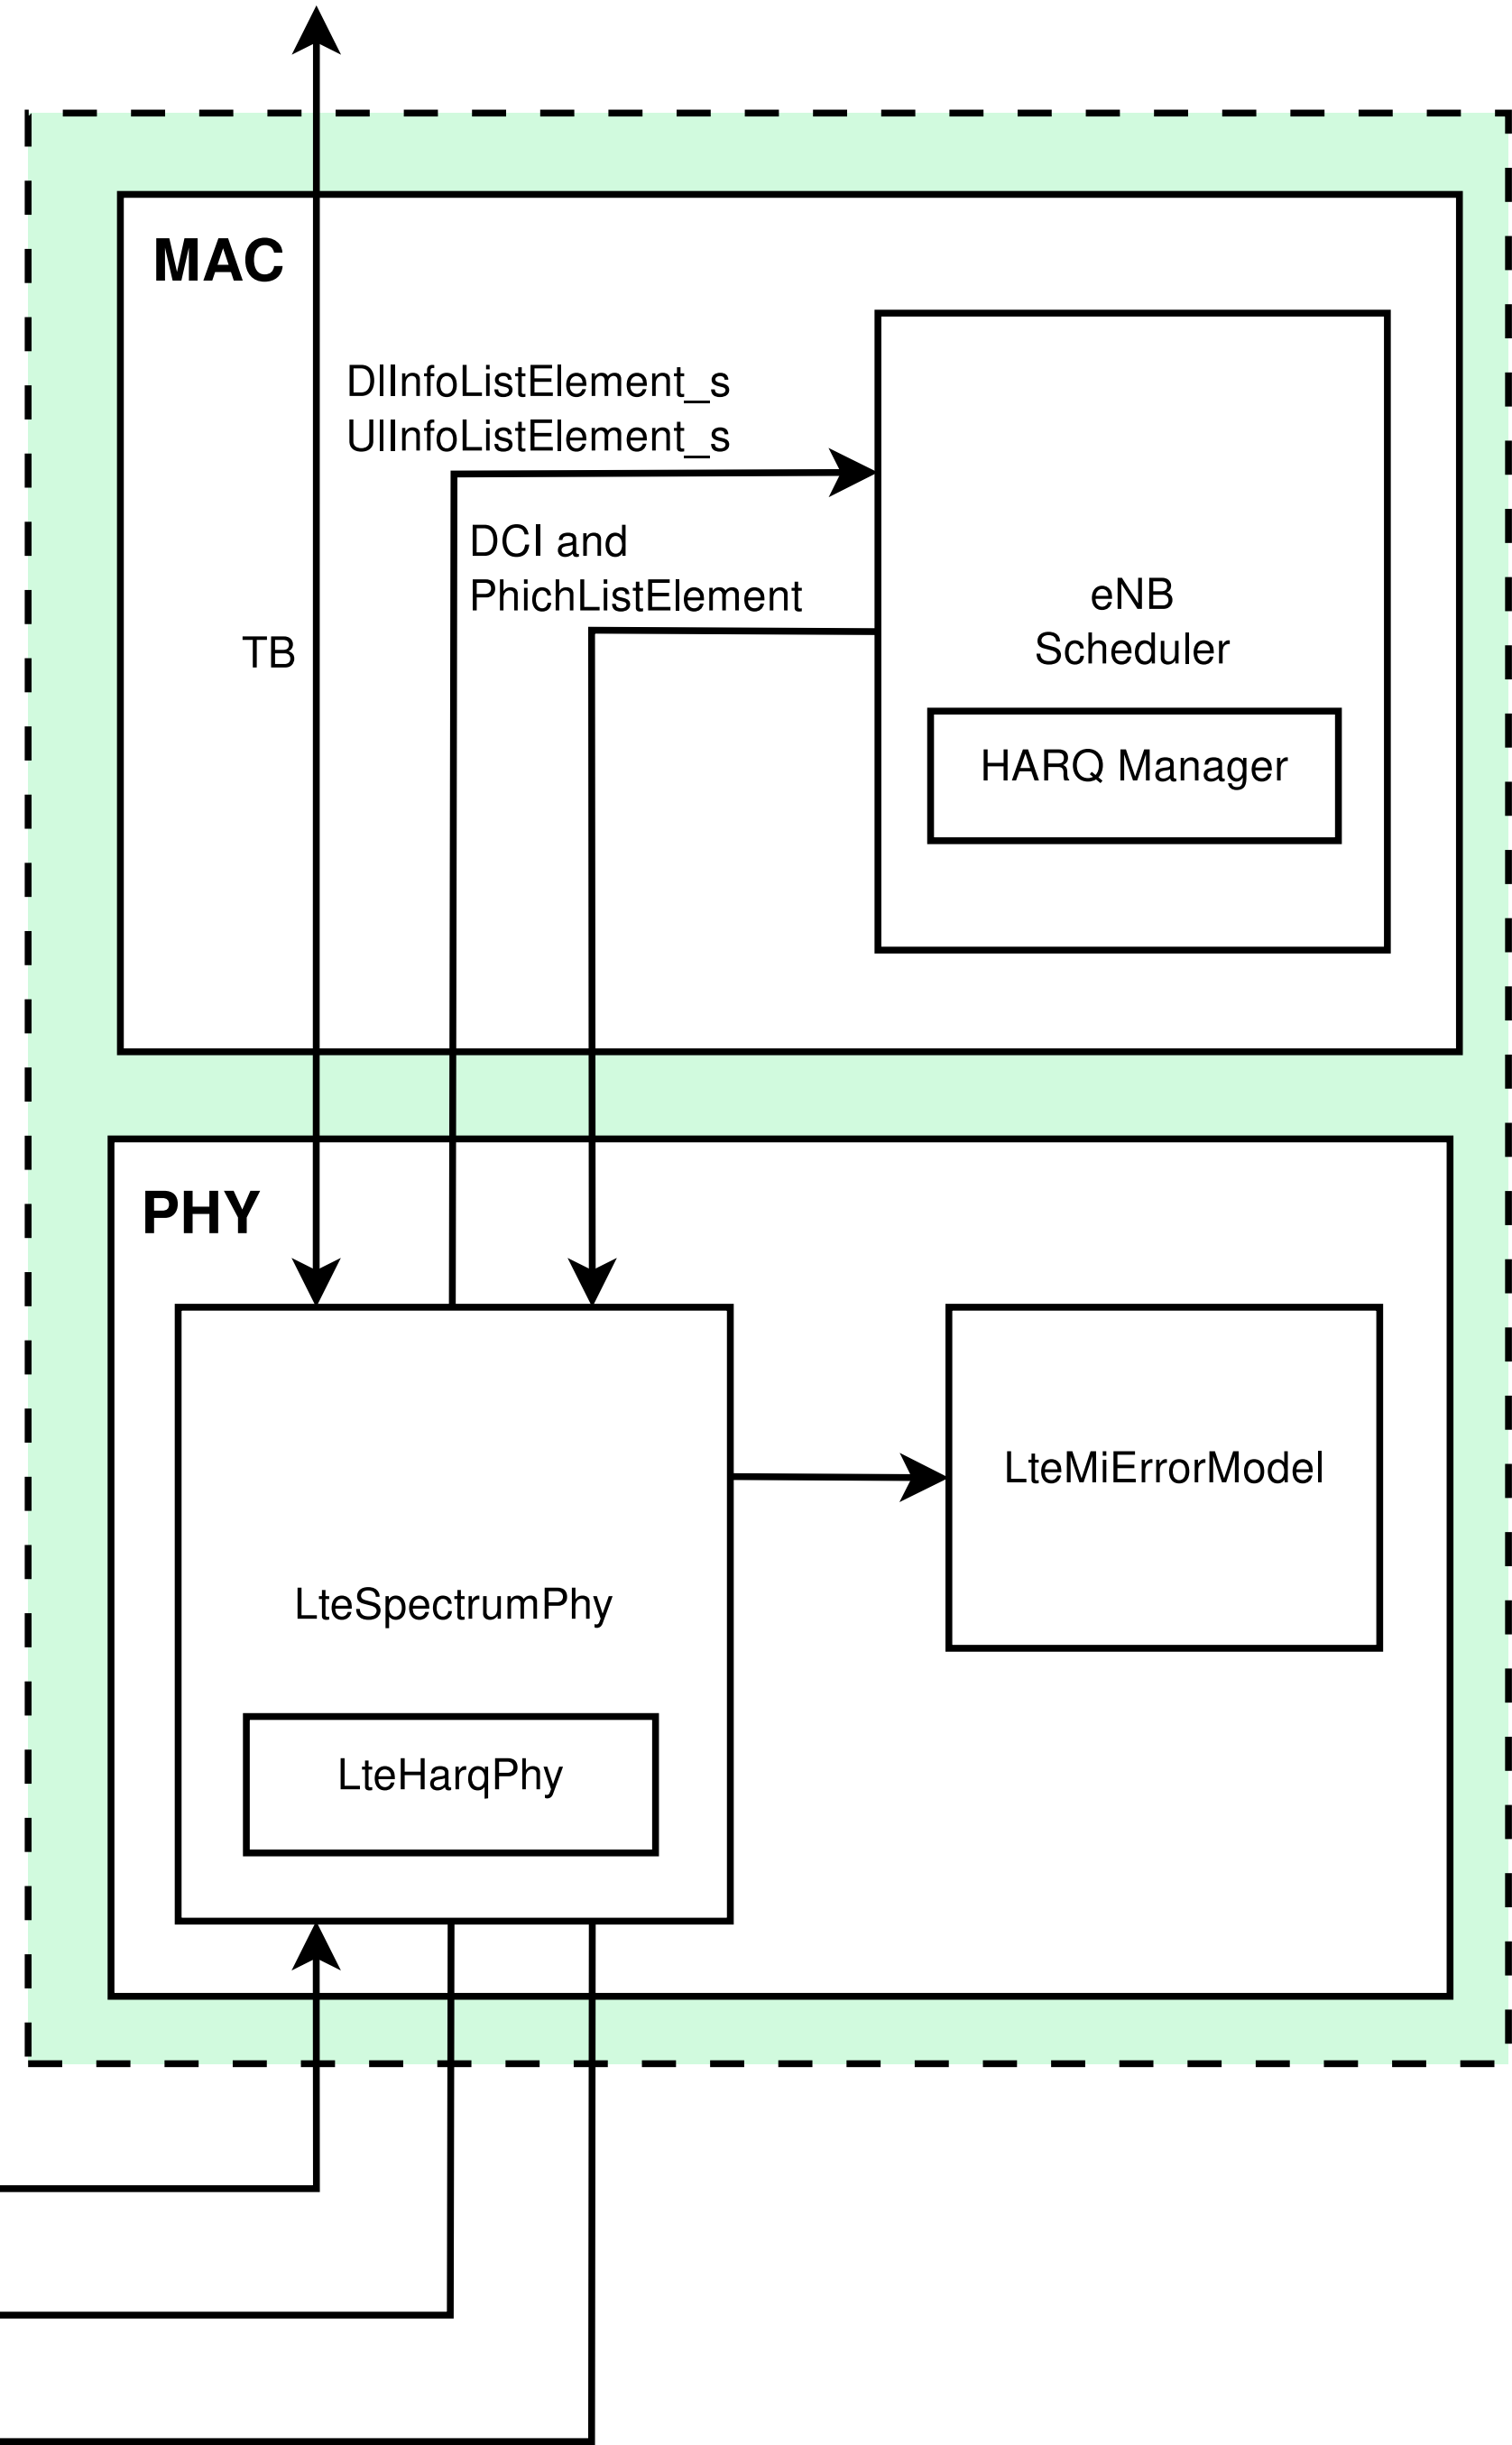 MAC
DlInfoListElement_s
UlInfoListElement_s
DCI and
PhichListElement
TB
eNB
Scheduler
HARQ Manager
PHY
LteMiErrorModel
LteSpectrumPhy
LteHarqPhy